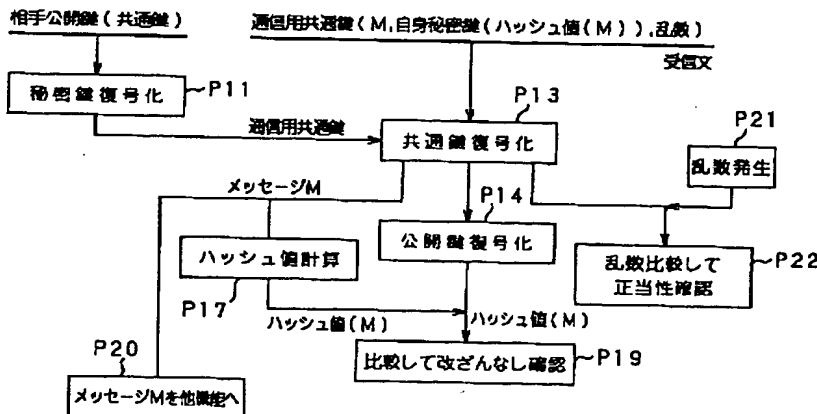 相手公開鍵(共通鍵)
通信用共通鍵(M,自身秘密鍵(ハッシュ値(M)),乱数)
受信文
秘密鍵復号化
P11
P13
通信用共通鍵
共通鍵復号化
P21
乱数発生
メッセージM
P14
公開鍵復号化
ハッシュ値計算
P17
乱数比較して
正当性確認
P22
ハッシュ値(M)
ハッシュ値(M)
P20
比較して改ざんなし確認
P19
メッセージMを他機能へ